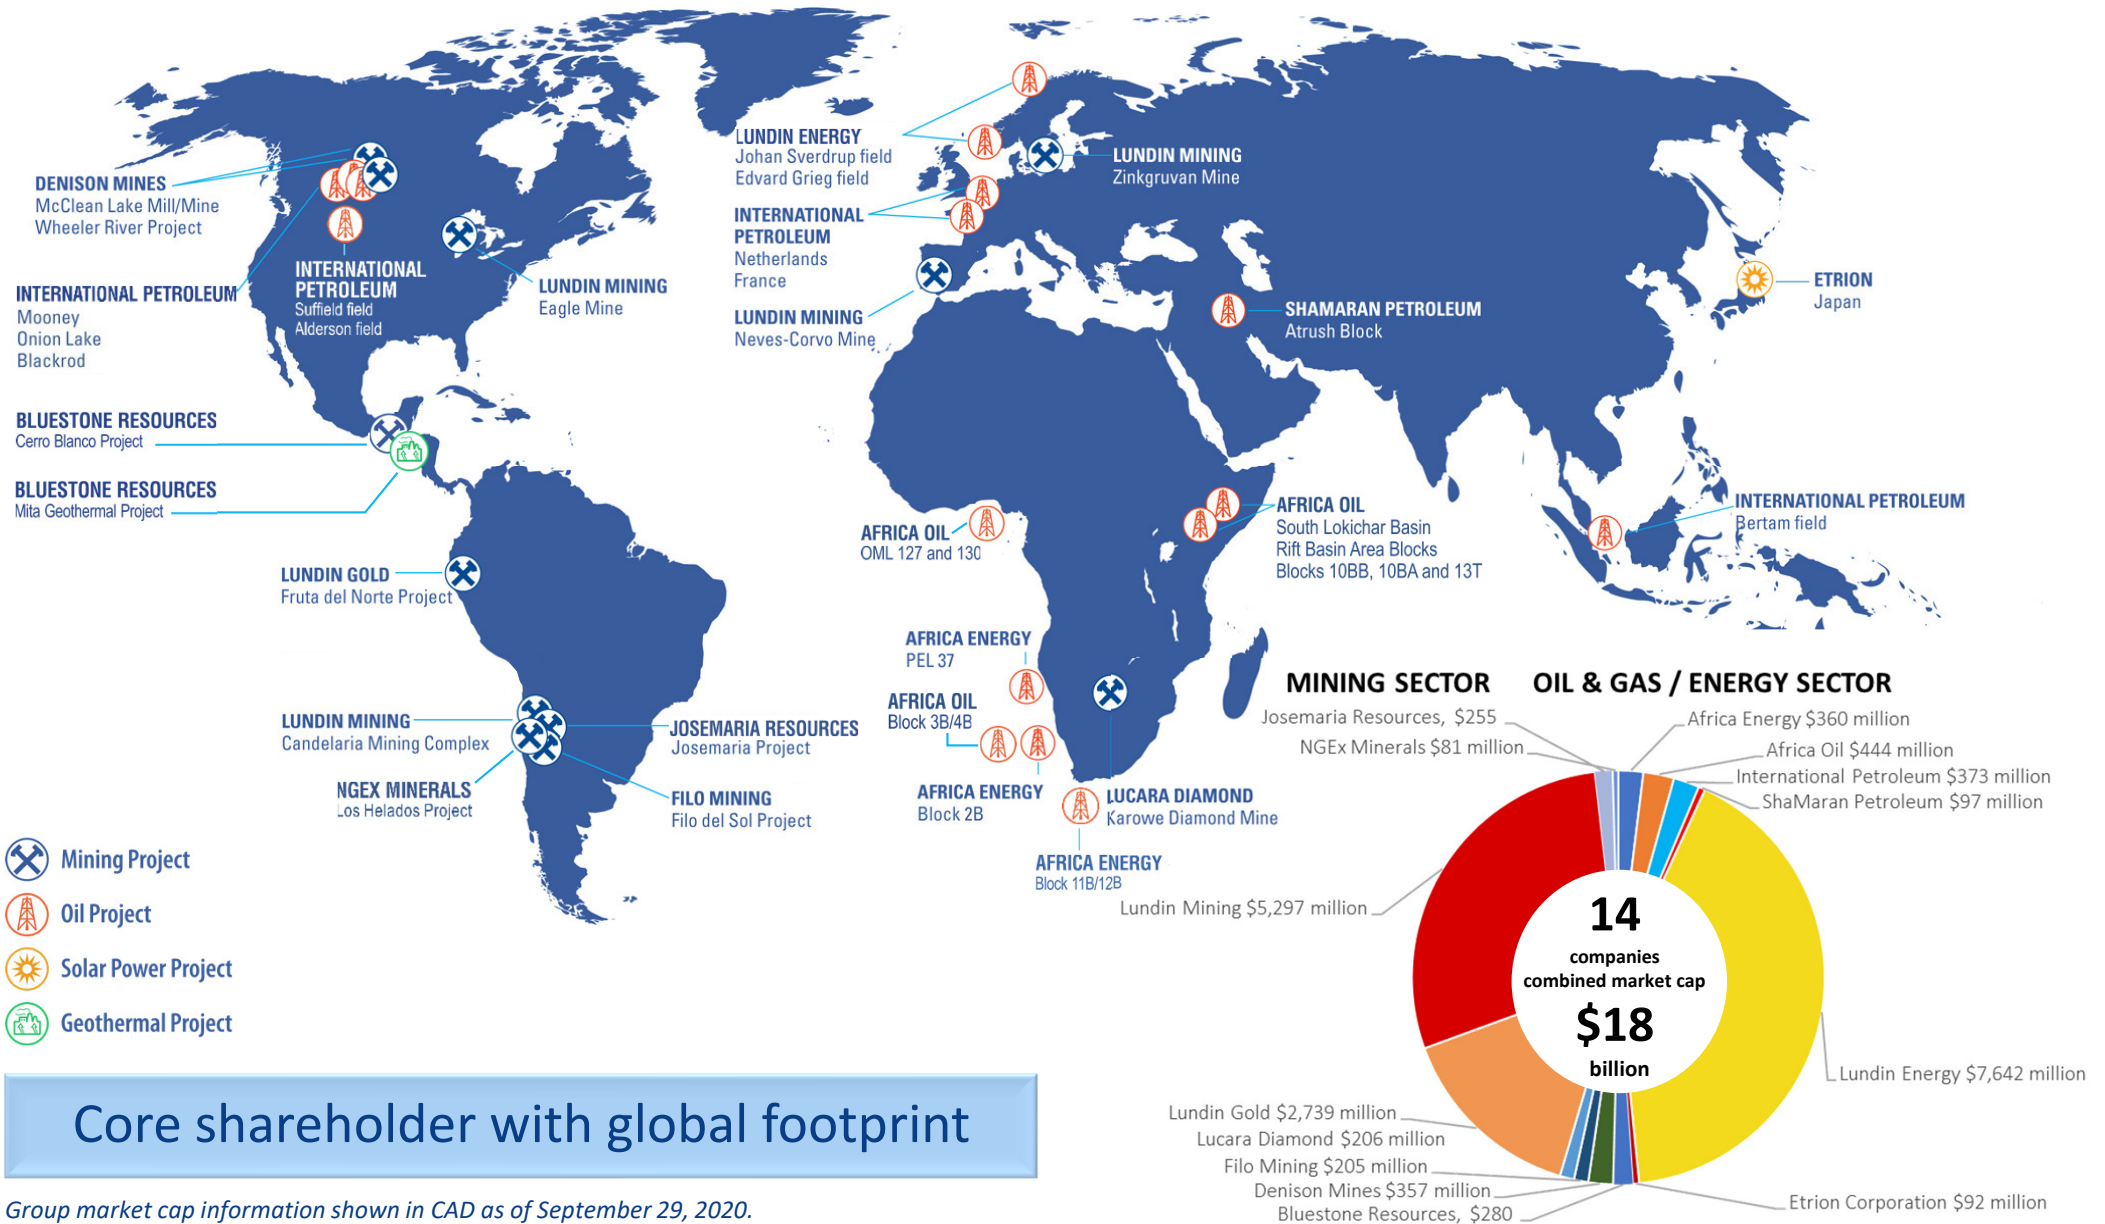 DENISON MINES
McClean Lake Mill/Mine
Wheeler River Project
INTERNATIONAL PETROLEUM
Mooney
Onion Lake
Blackrod
INTERNATIONAL
PETROLEUM
Suffield field
Alderson field
LUNDIN MINING
Eagle Mine
BLUESTONE RESOURCES
Cerro Blanco Project
BLUESTONE RESOURCES
Mita Geothermal Project
LUNDIN GOLD
Fruta del Norte Project
LUNDIN MINING
Candelaria Mining Complex
NGEX MINERALS
Los Helados Project
JOSEMARIA RESOURCES
Josemaria Project
FILO MINING
Filo del Sol Project
LUNDIN ENERGY
Johan Sverdrup field
Edvard Grieg field
INTERNATIONAL
PETROLEUM
Netherlands
France
LUNDIN MINING
Neves-Corvo Mine
LUNDIN MINING
Zinkgruvan Mine
SHAMARAN PETROLEUM
Atrush Block
ETRION
Japan
AFRICA OIL
OML 127 and 130
AFRICA OIL
South Lokichar Basin
Rift Basin Area Blocks
Blocks 10BB, 10BA and 13T
INTERNATIONAL PETROLEUM
Bertam field
AFRICA ENERGY
PEL 37
AFRICA OIL
Block 3B/4B
AFRICA ENERGY
Block 2B
LUCARA DIAMOND
Karowe Diamond Mine
AFRICA ENERGY
Block 11B/12B
Mining Project
Oil Project
Solar Power Project
Geothermal Project
MINING SECTOR
OIL & GAS / ENERGY SECTOR
Josemaria Resources, $255
NGEx Minerals $81 million
Africa Energy $360 million
Africa Oil $444 million
International Petroleum $373 million
ShaMaran Petroleum $97 million
Lundin Mining $5,297 million
14
companies
combined market cap
$18
billion
Lundin Energy $7,642 million
Lundin Gold $2,739 million
Lucara Diamond $206 million
Filo Mining $205 million
Denison Mines $357 million
Bluestone Resources, $280
Etrion Corporation $92 million
Core shareholder with global footprint
Group market cap information shown in CAD as of September 29, 2020.